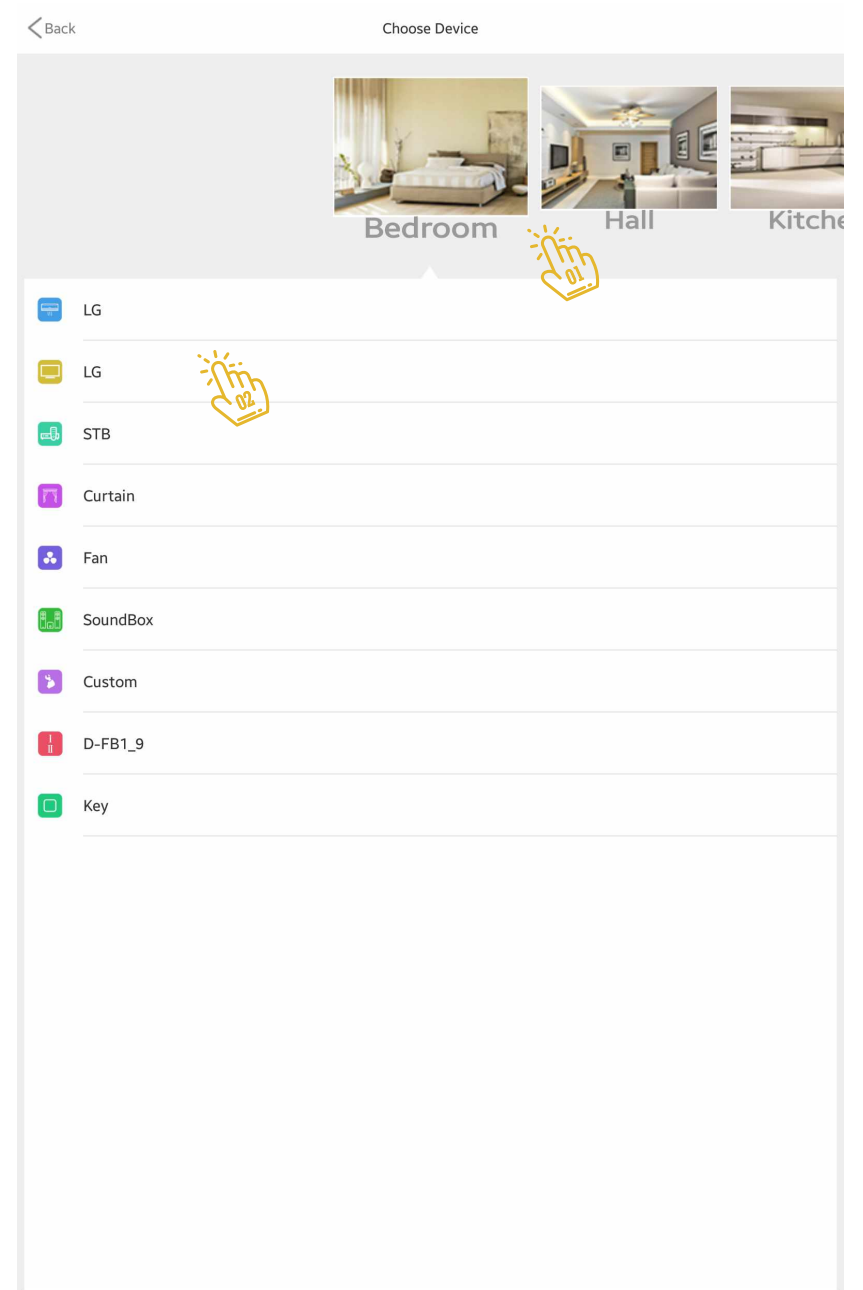 Back
Choose Device
Bedroom
Hall
Kitche
01
LG
LG
02
STB
Curtain
Fan
SoundBox
Custom
D-FB1_9
Key